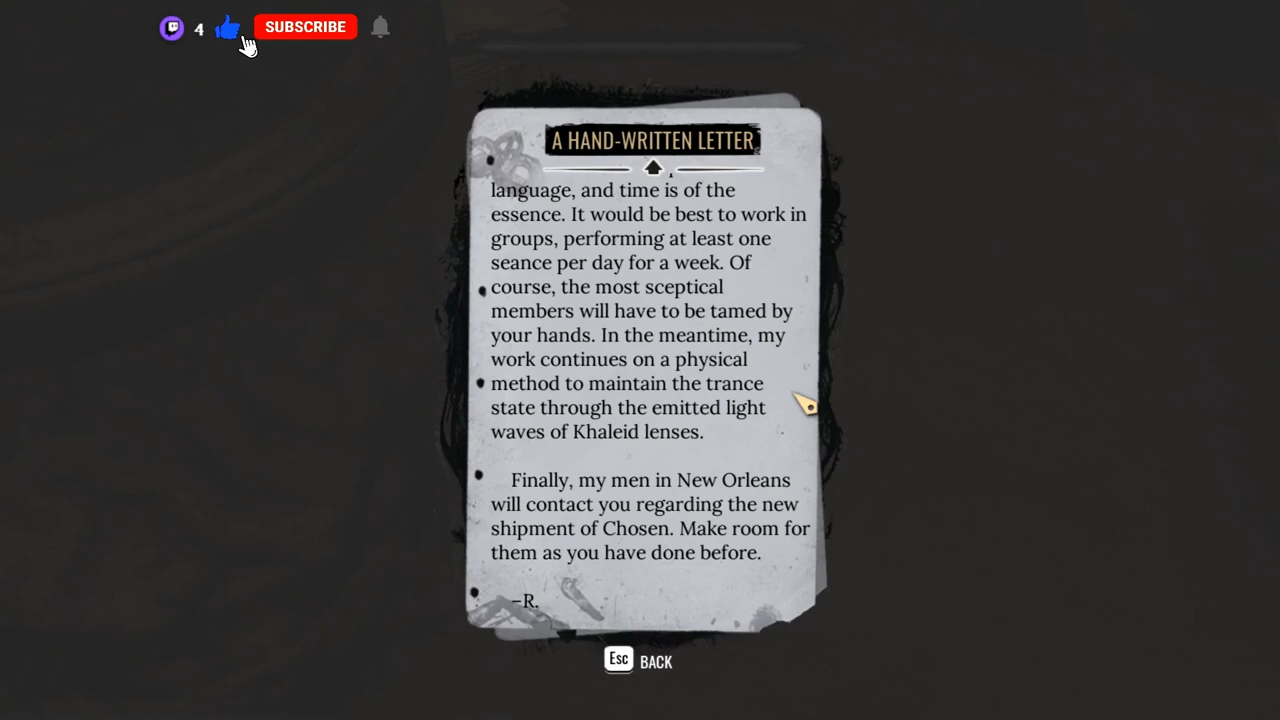 4
SUBSCRIBE
A HAND-WRITTEN LETTER
language, and time is of the
essence. It would be best to work in
groups, performing at least one
seance per day for a week. Of
course, the most sceptical
members will have to be tamed by
your hands. In the meantime, my
work continues on a physical
method to maintain the trance
state through the emitted light
waves of Khaleid lenses.
Finally, my men in New Orleans
will contact you regarding the new
shipment of Chosen. Make room for
them as you have done before.
–R.
Esc BACK